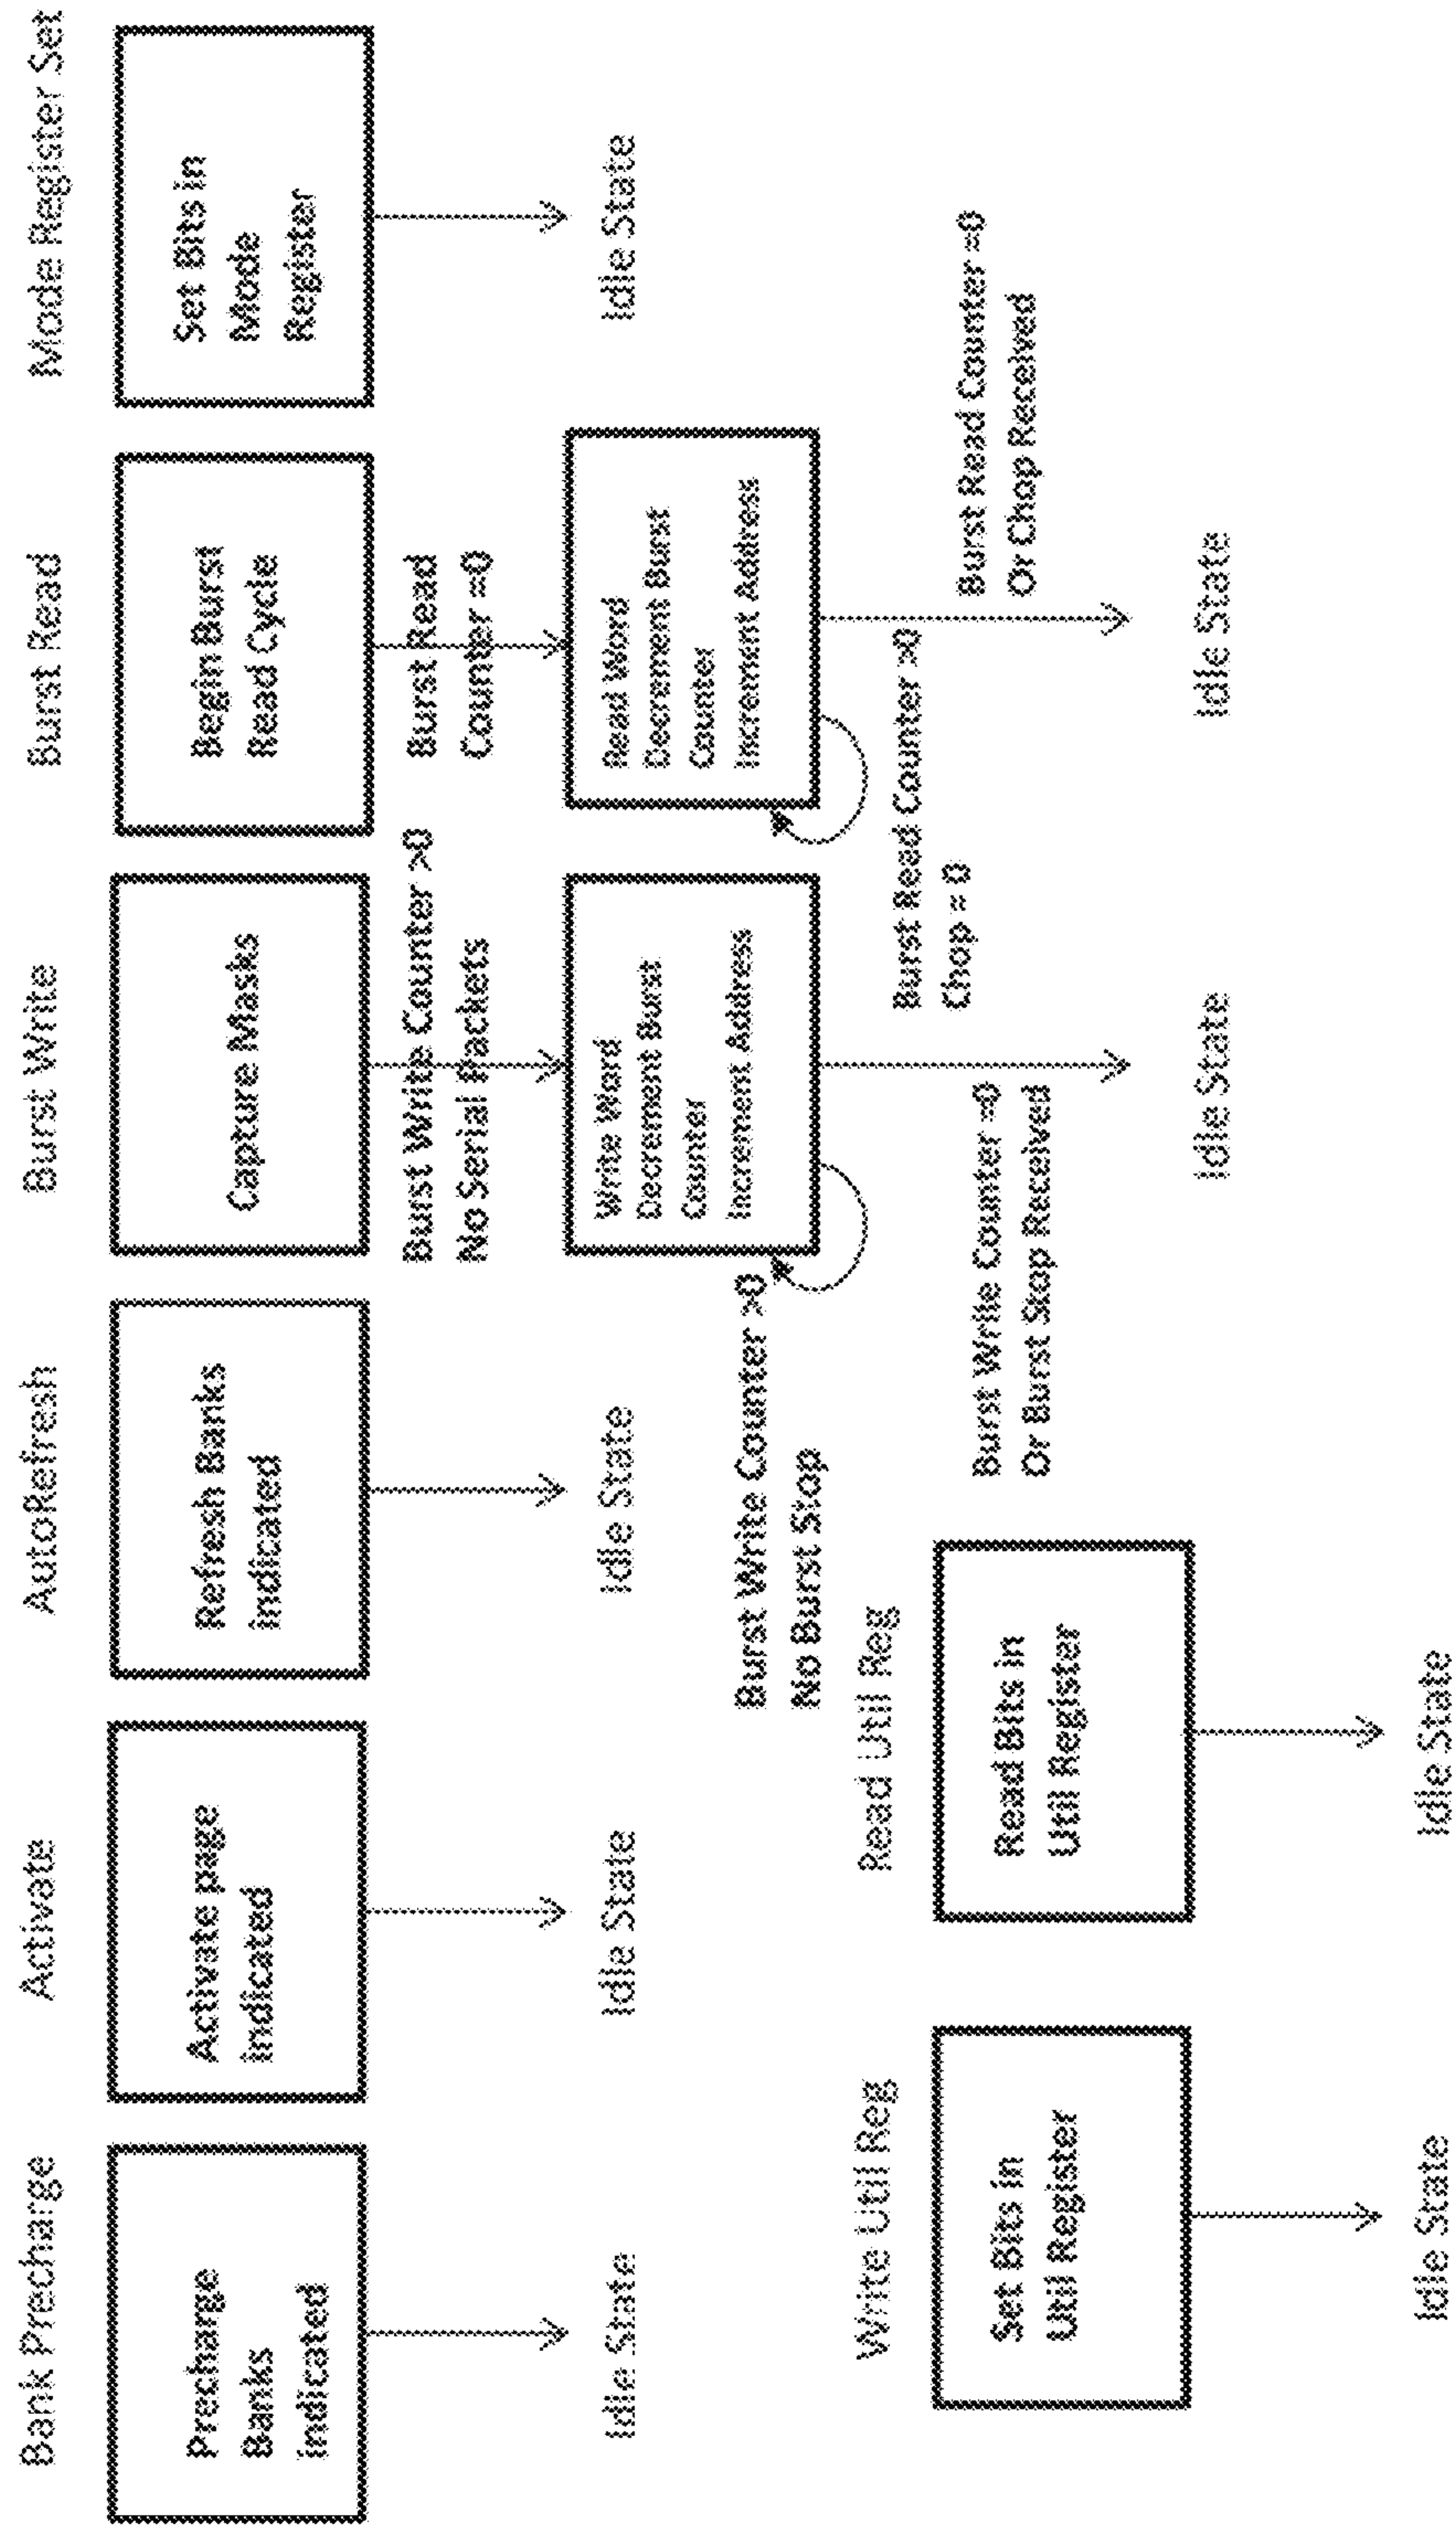 Bank Precharge
Precharge
Banks
indicated
Idle State
Activate
Activate page
indicated
Idle State
AutoRefresh
Refresh Banks
indicated
Idle State
Burst Write
Capture Masks
Burst Write Counter >0
No Serial Packets
Write Word
Decrement Burst
Counter
Increment Address
Burst Write Counter >0
No Burst Stop
Burst Write Counter =0
Or Burst Stop Received
Idle State
Burst Read
Begin Burst
Read Cycle
Burst Read
Counter =0
Read Word
Decrement Burst
Counter
Increment Address
Burst Read Counter >0
Chop = 0
Burst Read Counter =0
Or Chop Received
Idle State
Mode Register Set
Set Bits in
Mode
Register
Idle State
Write Util Reg
Set Bits in
Util Register
Idle State
Read Util Reg
Read Bits in
Util Register
Idle State